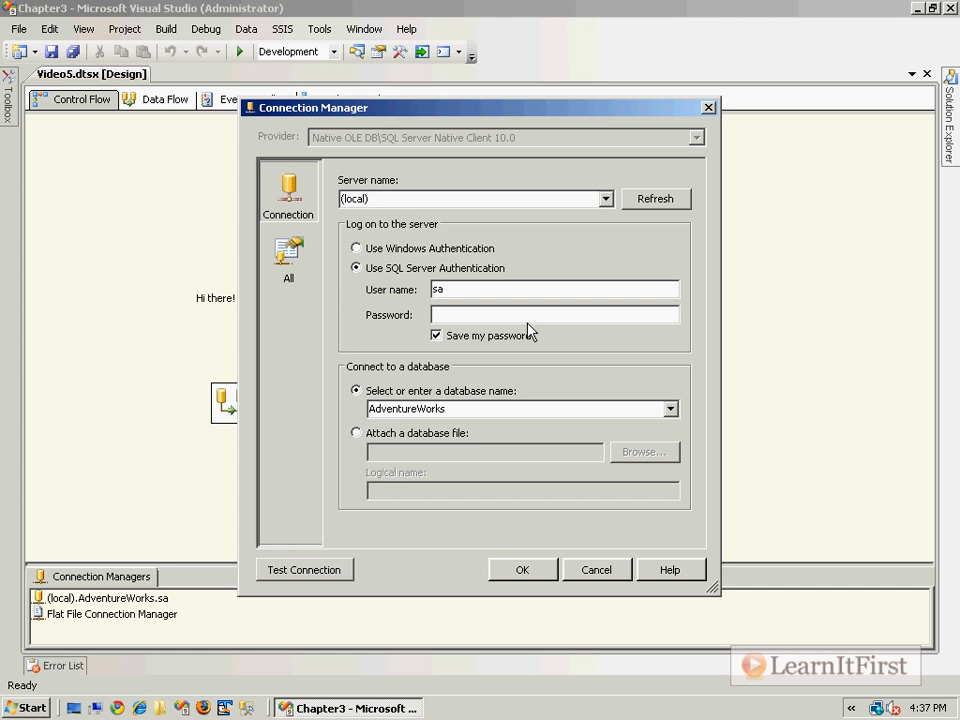 Chapter3 - Microsoft Visual Studio (Administrator)
File Edit View Project Build Debug Data SSIS Tools Window Help
Development
Video5.dtsx [Design]
Toolbox
Solution Explorer
Control Flow Data Flow Eve
Connection Manager
Provider: Native OLE DB\SQL Server Native Client 10.0
Connection
All
Server name:
(local) Refresh
Log on to the server
Use Windows Authentication
Use SQL Server Authentication
User name: sa
Password:
Save my password
Connect to a database
Select or enter a database name:
AdventureWorks
Attach a database file:
Browse...
Logical name:
Test Connection OK Cancel Help
Hi there!
Connection Managers
(local).AdventureWorks.sa
Flat File Connection Manager
Error List
Ready
LearnItFirst
Start Chapter3 - Microsoft ... « 4:37 PM